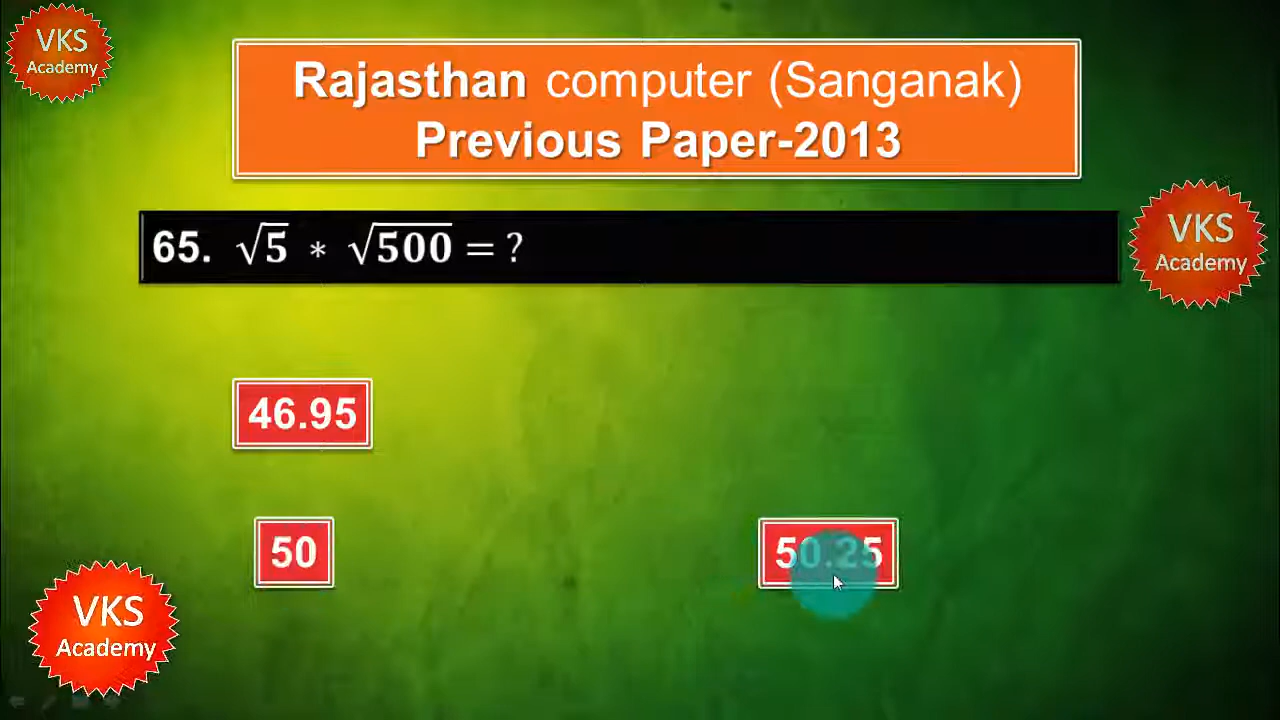 VKS
Academy
Rajasthan computer (Sanganak)
Previous Paper-2013
65. √5 * √500 = ?
VKS
Academy
46.95
50
50.25
VKS
Academy